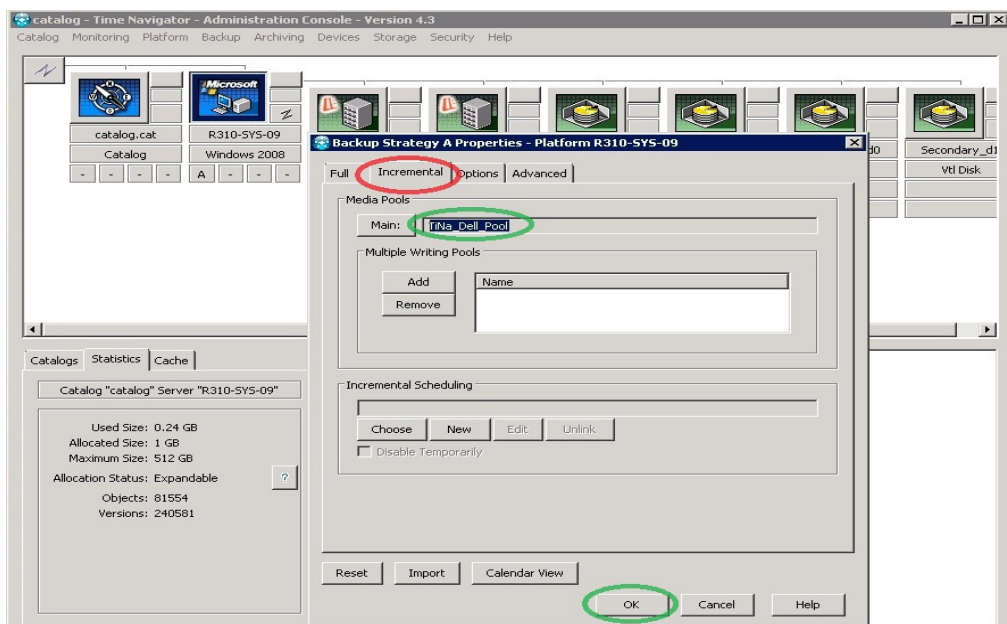 catalog - Time Navigator - Administration Console - Version 4.3
Catalog Monitoring Platform Backup Archiving Devices Storage Security Help
Microsoft
catalog.cat
R310-SYS-09
Catalog
Windows 2008
- - - - A - - -
d0
Secondary_d1
Vtl Disk
Backup Strategy A Properties - Platform R310-SYS-09
Full Incremental Options Advanced
Media Pools
Main: TiNa_Dell_Pool
Multiple Writing Pools
Add
Remove
Name
Incremental Scheduling
Choose New Edit Unlink
Disable Temporarily
Reset Import Calendar View
OK Cancel Help
Catalogs Statistics Cache
Catalog "catalog" Server "R310-SYS-09"
Used Size: 0.24 GB
Allocated Size: 1 GB
Maximum Size: 512 GB
Allocation Status: Expandable ?
Objects: 81554
Versions: 240581